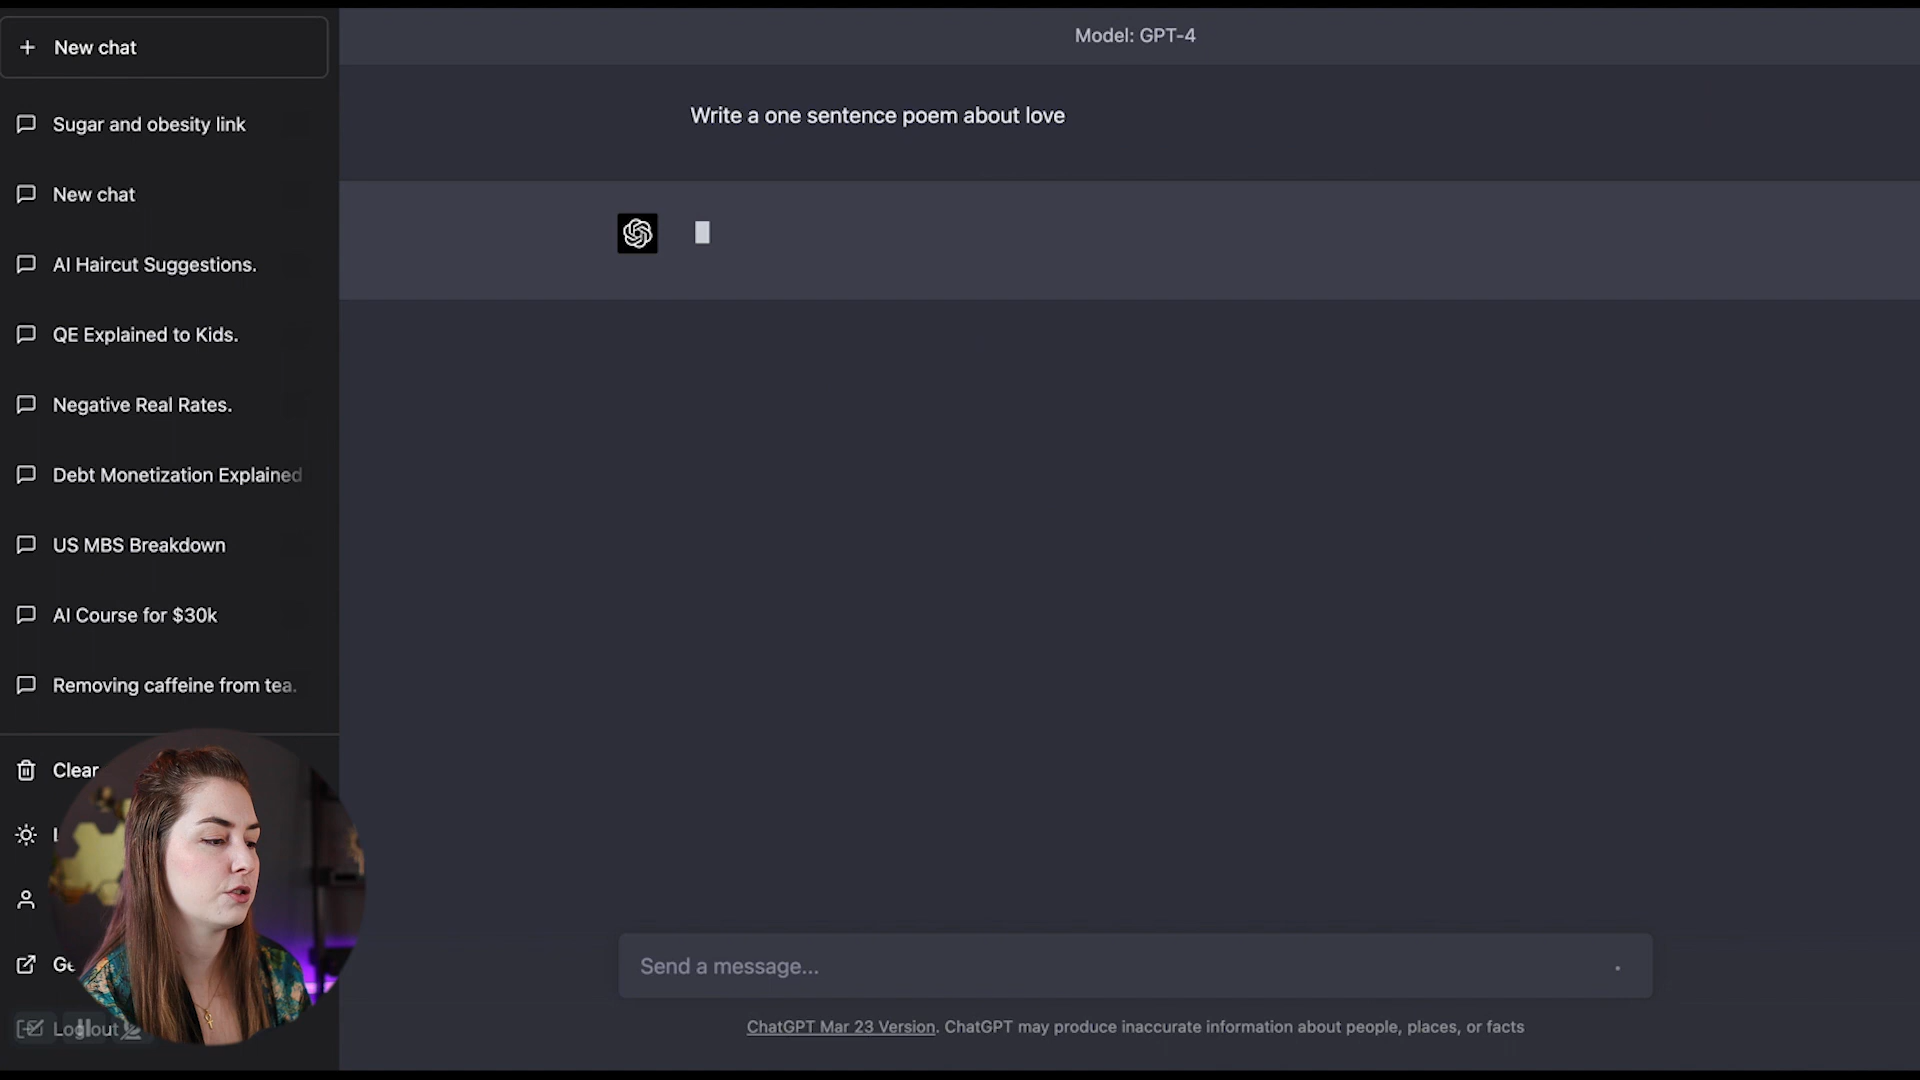 New chat
Sugar and obesity link
New chat
AI Haircut Suggestions.
QE Explained to Kids.
Negative Real Rates.
Debt Monetization Explained
US MBS Breakdown
AI Course for $30k
Removing caffeine from tea.
Clear
Log out
Model: GPT-4
Write a one sentence poem about love
Send a message...
ChatGPT Mar 23 Version. ChatGPT may produce inaccurate information about people, places, or facts